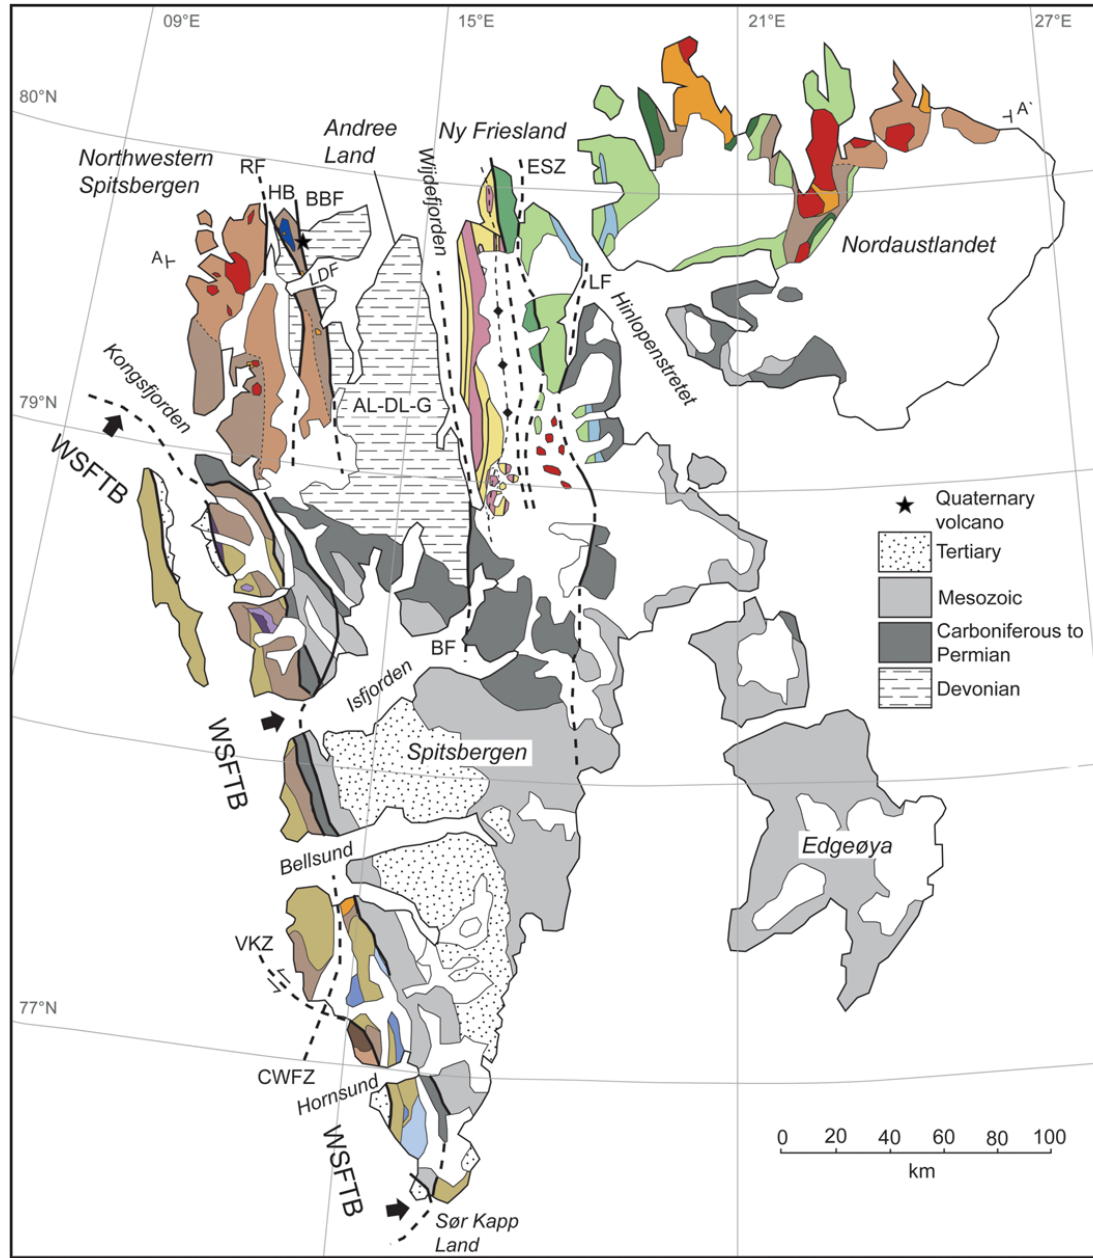 09°E
15°E
21°E
27°E
80°N
Andree
Land
Ny Friesland
A`
Northwestern
Spitsbergen
RF
HB
BBF
Wijdefjorden
ESZ
Nordaustlandet
A
LDF
LF
Hinlopenstretet
Kongsfjorden
79°N
AL-DL-G
WSFTB
Quaternary
volcano
Tertiary
Mesozoic
Carboniferous to
Permian
Devonian
BF
Isfjorden
WSFTB
Spitsbergen
Edgeøya
Bellsund
VKZ
77°N
CWFZ
Hornsund
WSFTB
0 20 40 60 80 100
km
Sør Kapp
Land